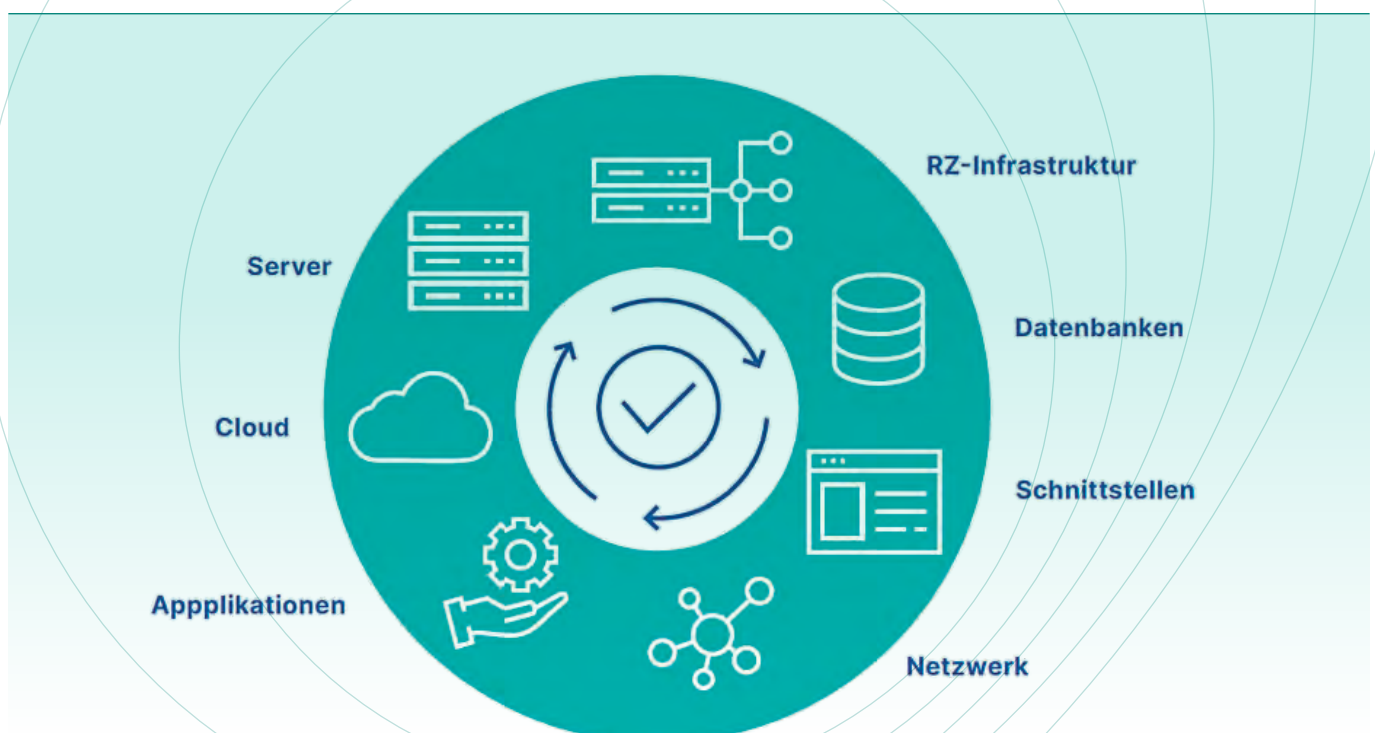 RZ-Infrastruktur
Server
Datenbanken
Cloud
Schnittstellen
Appplikationen
Netzwerk